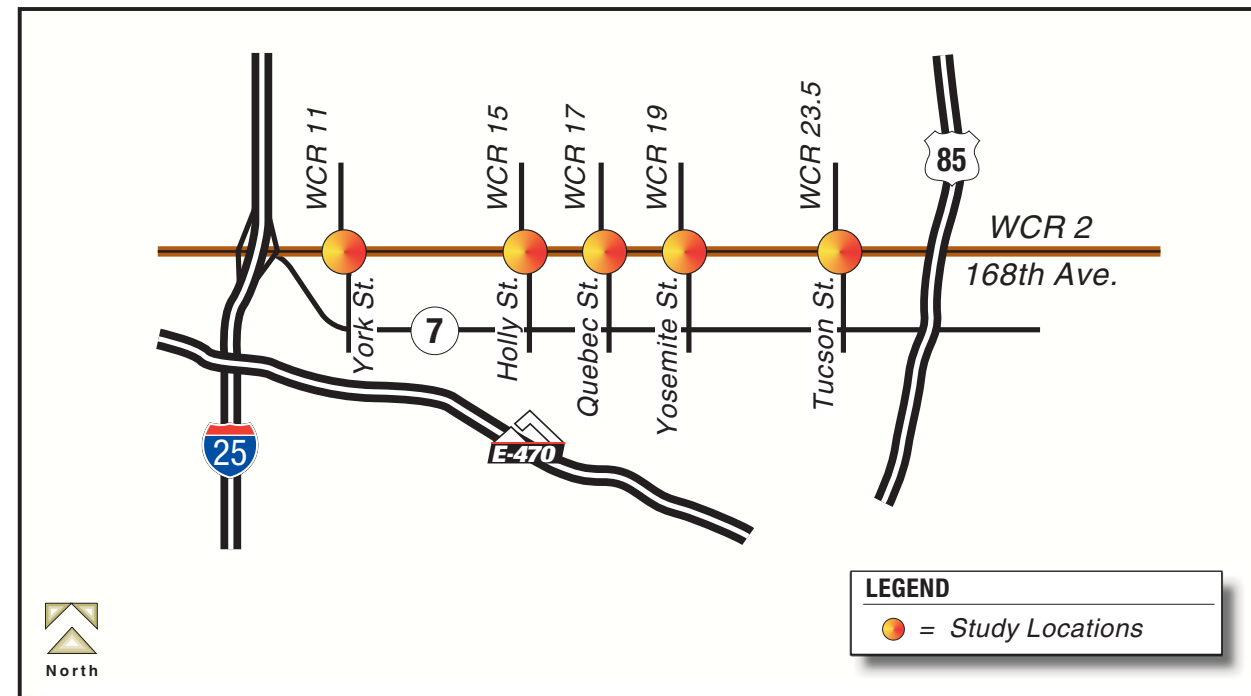 WCR 11
WCR 15
WCR 17
WCR 19
WCR 23.5
85
WCR 2
168th Ave.
York St.
Holly St.
Quebec St.
Yosemite St.
Tucson St.
7
25
E-470
LEGEND
= Study Locations
North